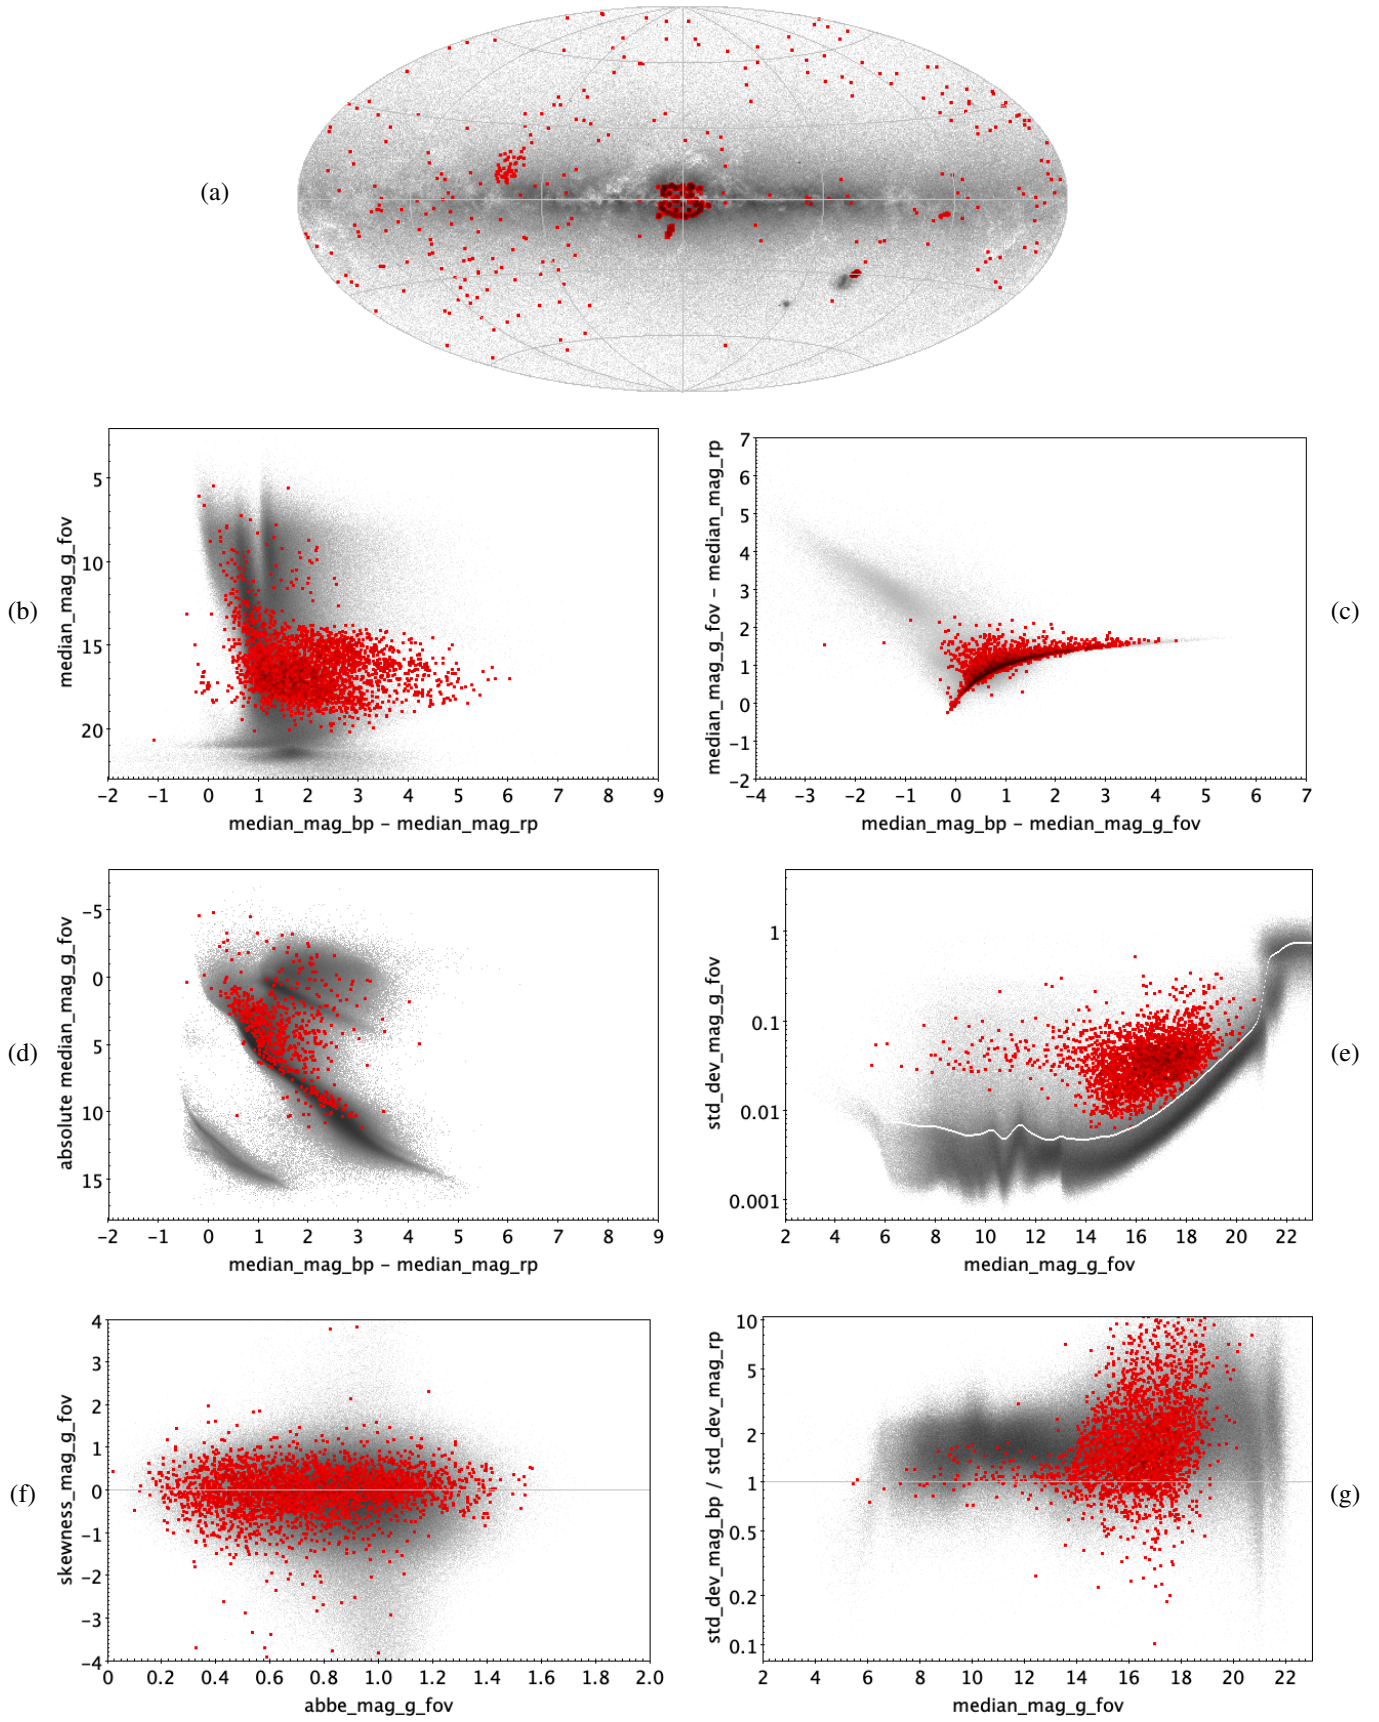 (a)
(b)
median_mag_g_fov
5
10
15
20
−2 −1 0 1 2 3 4 5 6 7 8 9
median_mag_bp − median_mag_rp
median_mag_g_fov − median_mag_rp
7
6
5
4
3
2
1
0
−1
−2
−4 −3 −2 −1 0 1 2 3 4 5 6 7
median_mag_bp − median_mag_g_fov
(c)
(d)
absolute median_mag_g_fov
−5
0
5
10
15
−2 −1 0 1 2 3 4 5 6 7 8 9
median_mag_bp − median_mag_rp
std_dev_mag_g_fov
1
0.1
0.01
0.001
2 4 6 8 10 12 14 16 18 20 22
median_mag_g_fov
(e)
(f)
skewness_mag_g_fov
4
3
2
1
0
−1
−2
−3
−4
0 0.2 0.4 0.6 0.8 1.0 1.2 1.4 1.6 1.8 2.0
abbe_mag_g_fov
std_dev_mag_bp / std_dev_mag_rp
10
5
2
1
0.5
0.2
0.1
2 4 6 8 10 12 14 16 18 20 22
median_mag_g_fov
(g)